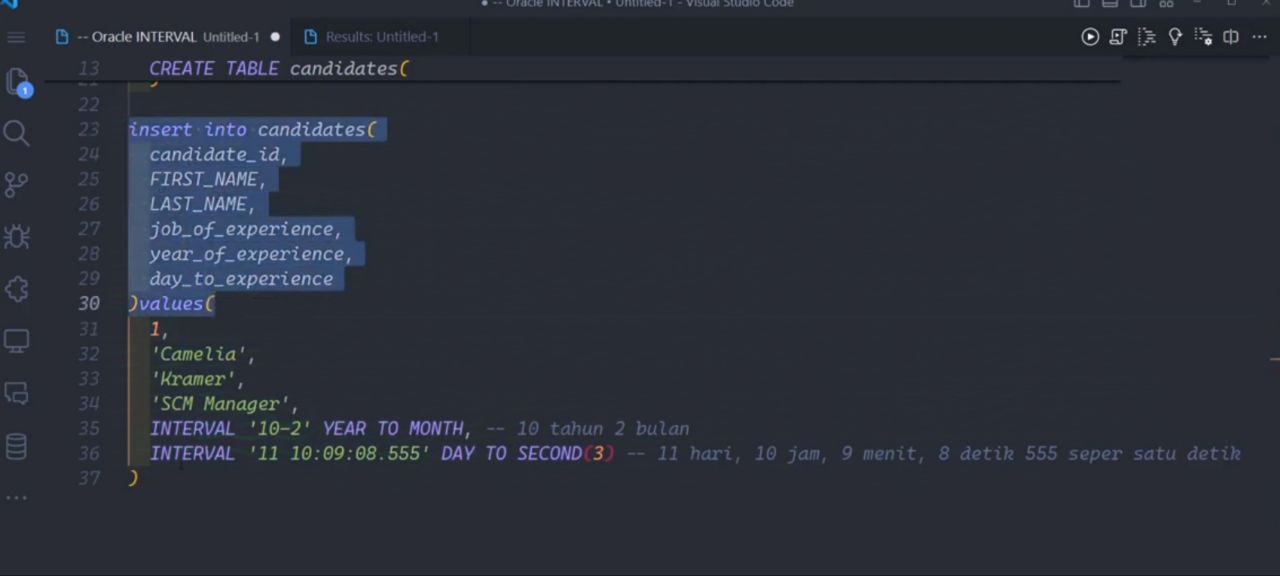 -- Oracle INTERVAL • Untitled-1 - Visual Studio Code
-- Oracle INTERVAL Untitled-1 ● Results: Untitled-1
13 CREATE TABLE candidates(
22
23 insert into candidates(
24 candidate_id,
25 FIRST_NAME,
26 LAST_NAME,
27 job_of_experience,
28 year_of_experience,
29 day_to_experience
30 )values(
31 1,
32 'Camelia',
33 'Kramer',
34 'SCM Manager',
35 INTERVAL '10-2' YEAR TO MONTH, -- 10 tahun 2 bulan
36 INTERVAL '11 10:09:08.555' DAY TO SECOND(3) -- 11 hari, 10 jam, 9 menit, 8 detik 555 seper satu detik
37 )
1